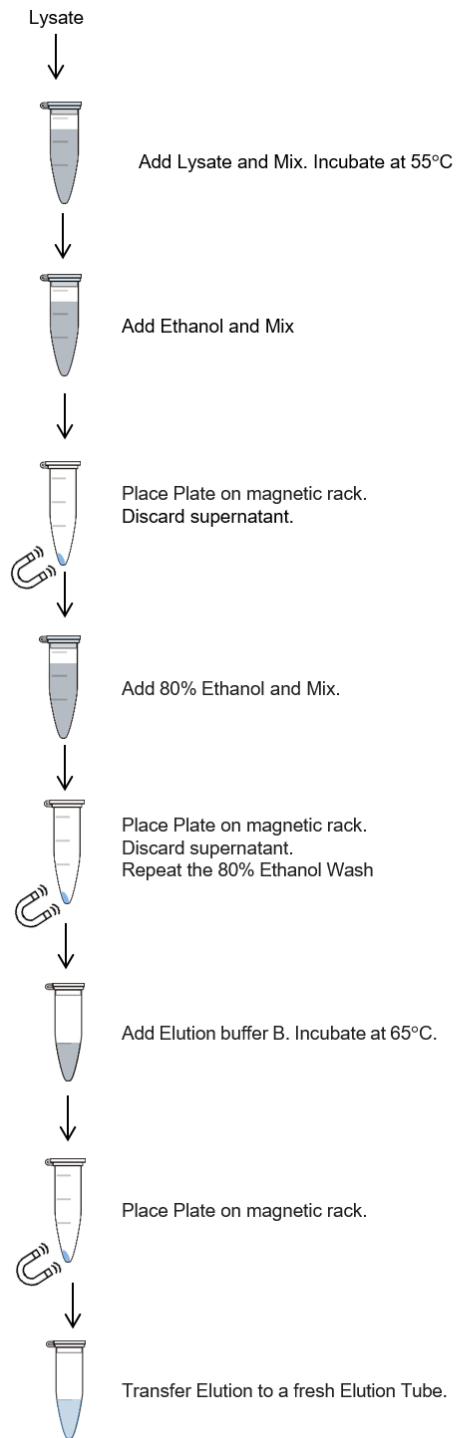 Lysate
Add Lysate and Mix. Incubate at 55°C
Add Ethanol and Mix
Place Plate on magnetic rack.
Discard supernatant.
Add 80% Ethanol and Mix.
Place Plate on magnetic rack.
Discard supernatant.
Repeat the 80% Ethanol Wash
Add Elution buffer B. Incubate at 65°C.
Place Plate on magnetic rack.
Transfer Elution to a fresh Elution Tube.